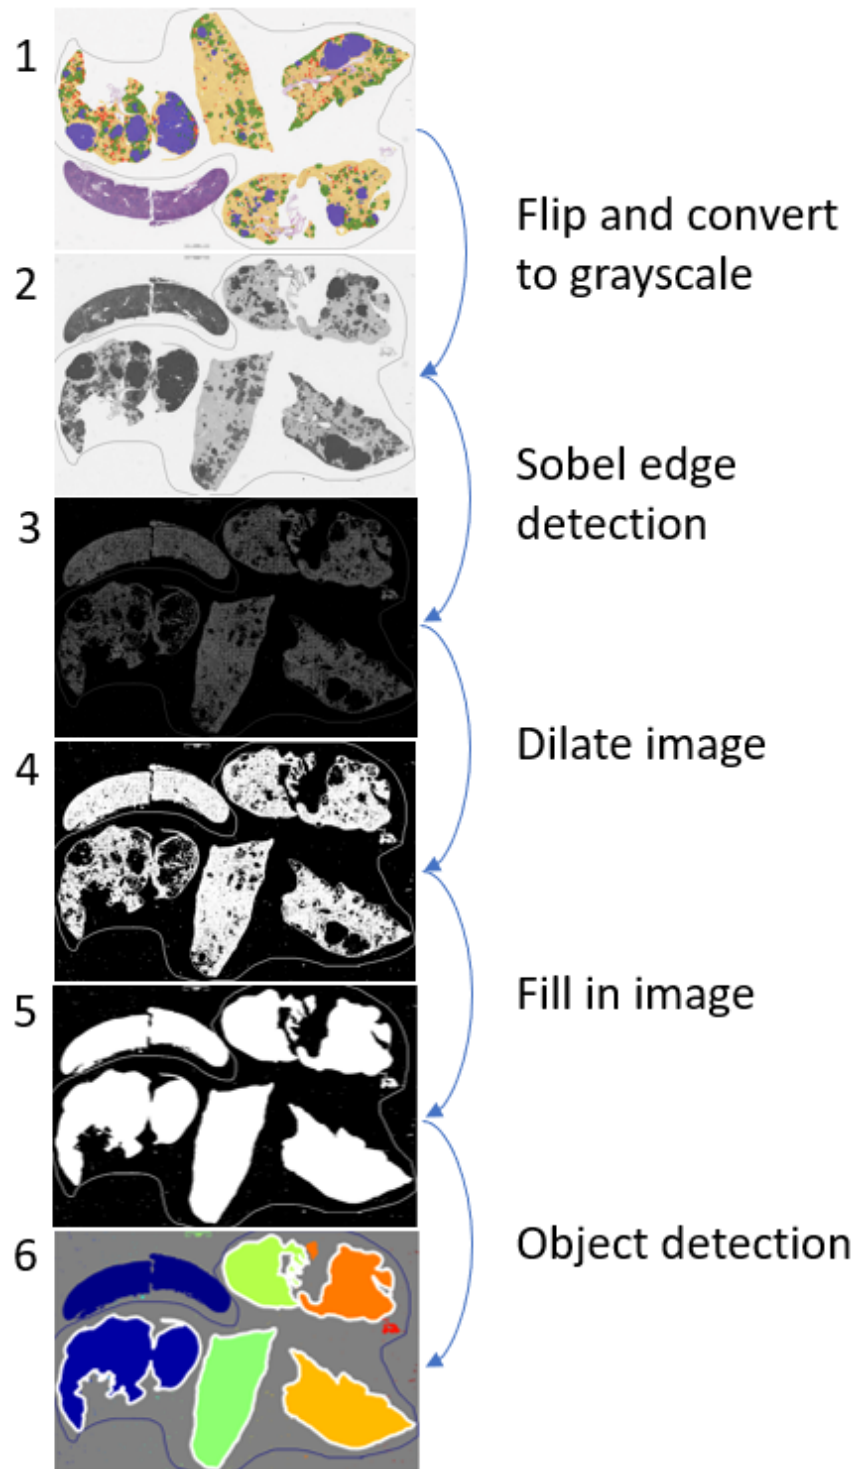 1
Flip and convert
to grayscale
2
Sobel edge
detection
3
Dilate image
4
Fill in image
5
Object detection
6